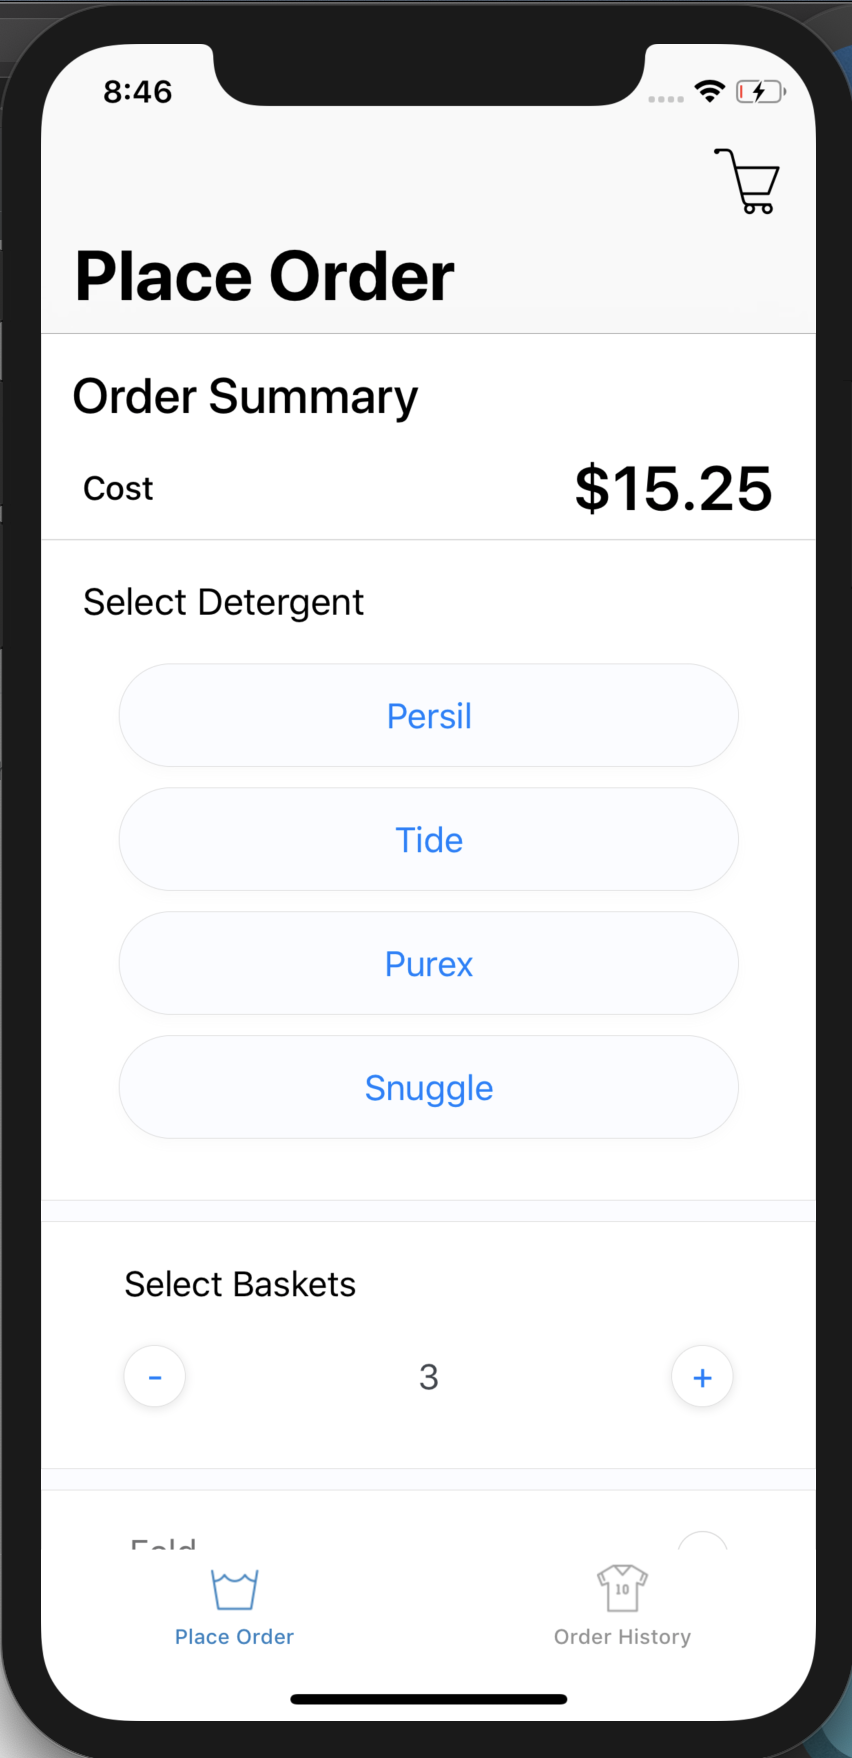 8:46
Place Order
Order Summary
Cost $15.25
Select Detergent
Persil
Tide
Purex
Snuggle
Select Baskets
- 3 +
Fold
10
Place Order Order History